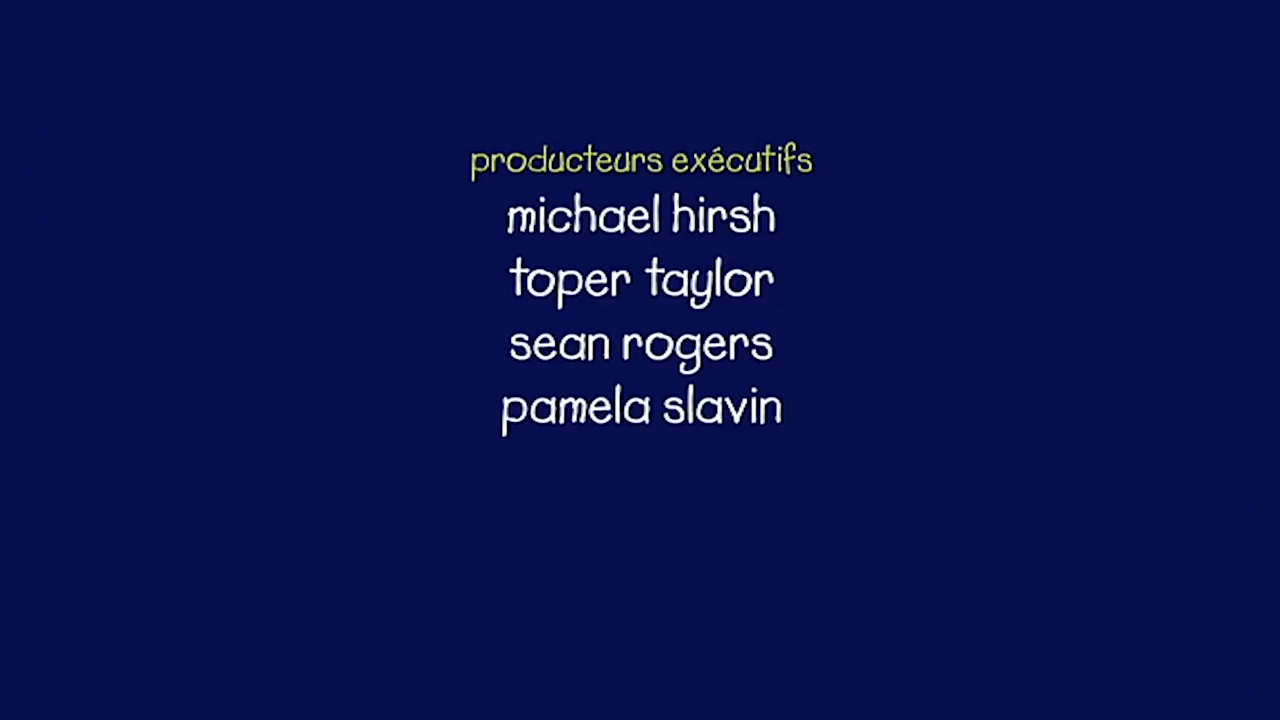 producteurs exécutifs
michael hirsh
toper taylor
sean rogers
pamela slavin